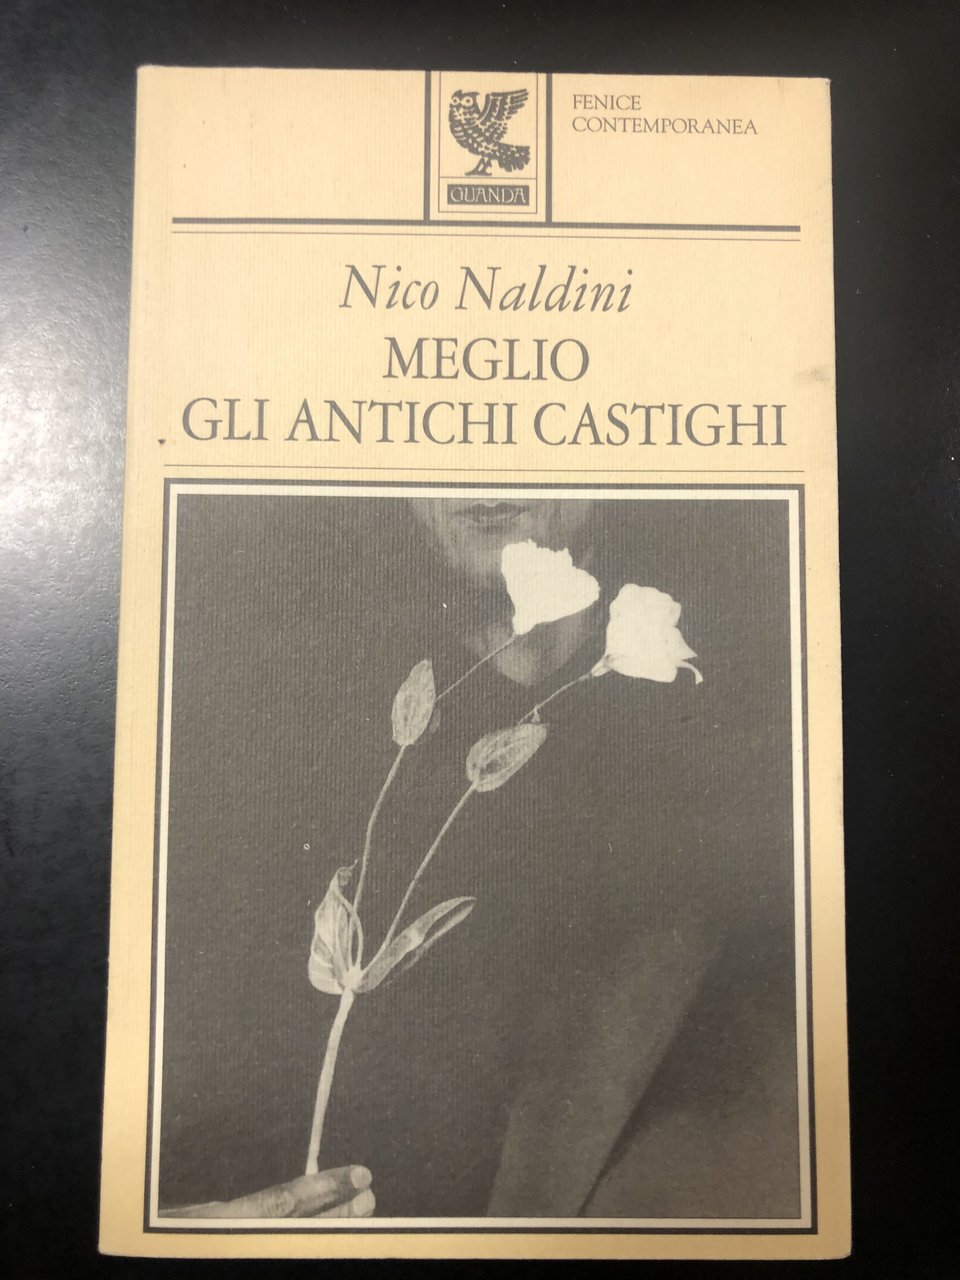 GUANDA
FENICE
CONTEMPORANEA
Nico Naldini
MEGLIO
GLI ANTICHI CASTIGHI